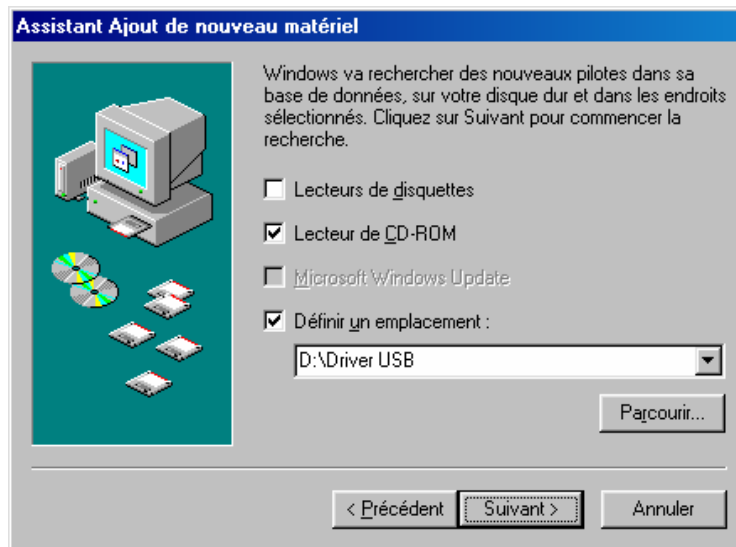 Assistant Ajout de nouveau matériel
Windows va rechercher des nouveaux pilotes dans sa
base de données, sur votre disque dur et dans les endroits
sélectionnés. Cliquez sur Suivant pour commencer la
recherche.
Lecteurs de disquettes
Lecteur de CD-ROM
Microsoft Windows Update
Définir un emplacement :
D:\Driver USB
Parcourir...
< Précédent Suivant > Annuler